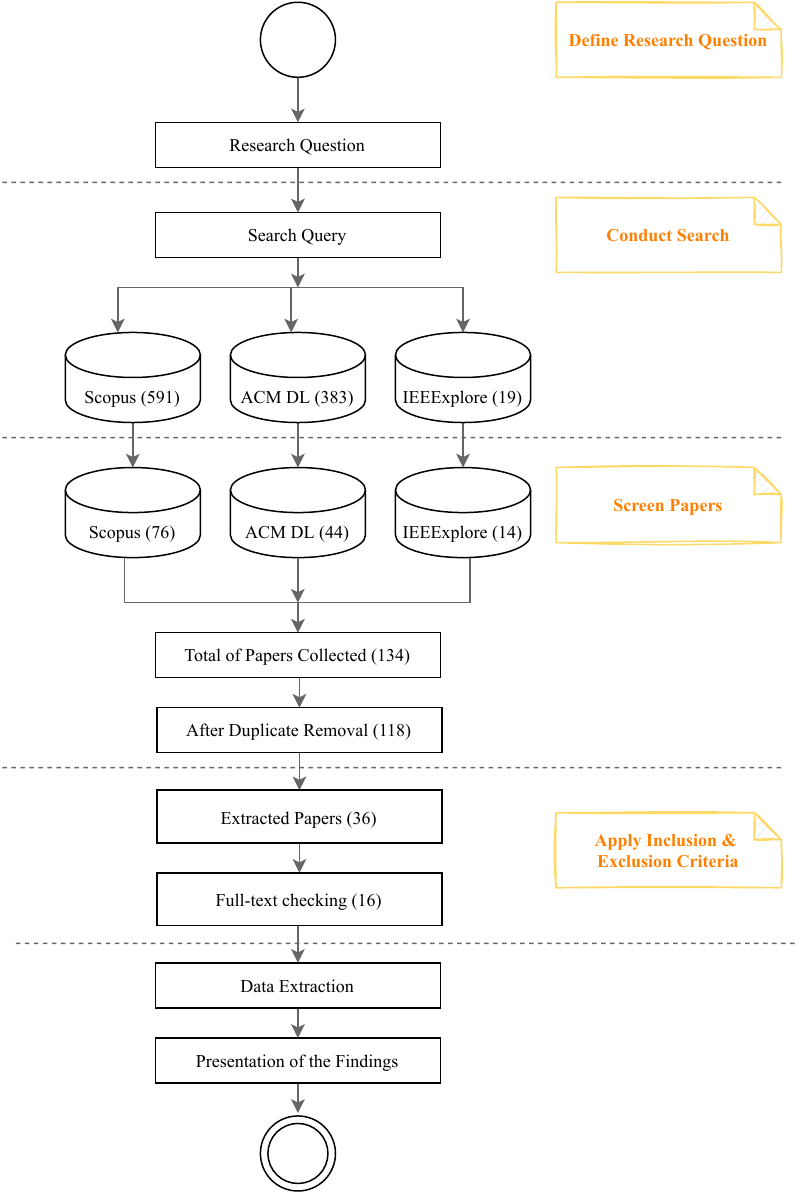 Define Research Question
Research Question
Search Query
Conduct Search
Scopus (591)
ACM DL (383)
IEEExplore (19)
Scopus (76)
ACM DL (44)
IEEExplore (14)
Screen Papers
Total of Papers Collected (134)
After Duplicate Removal (118)
Extracted Papers (36)
Apply Inclusion &
Exclusion Criteria
Full-text checking (16)
Data Extraction
Presentation of the Findings